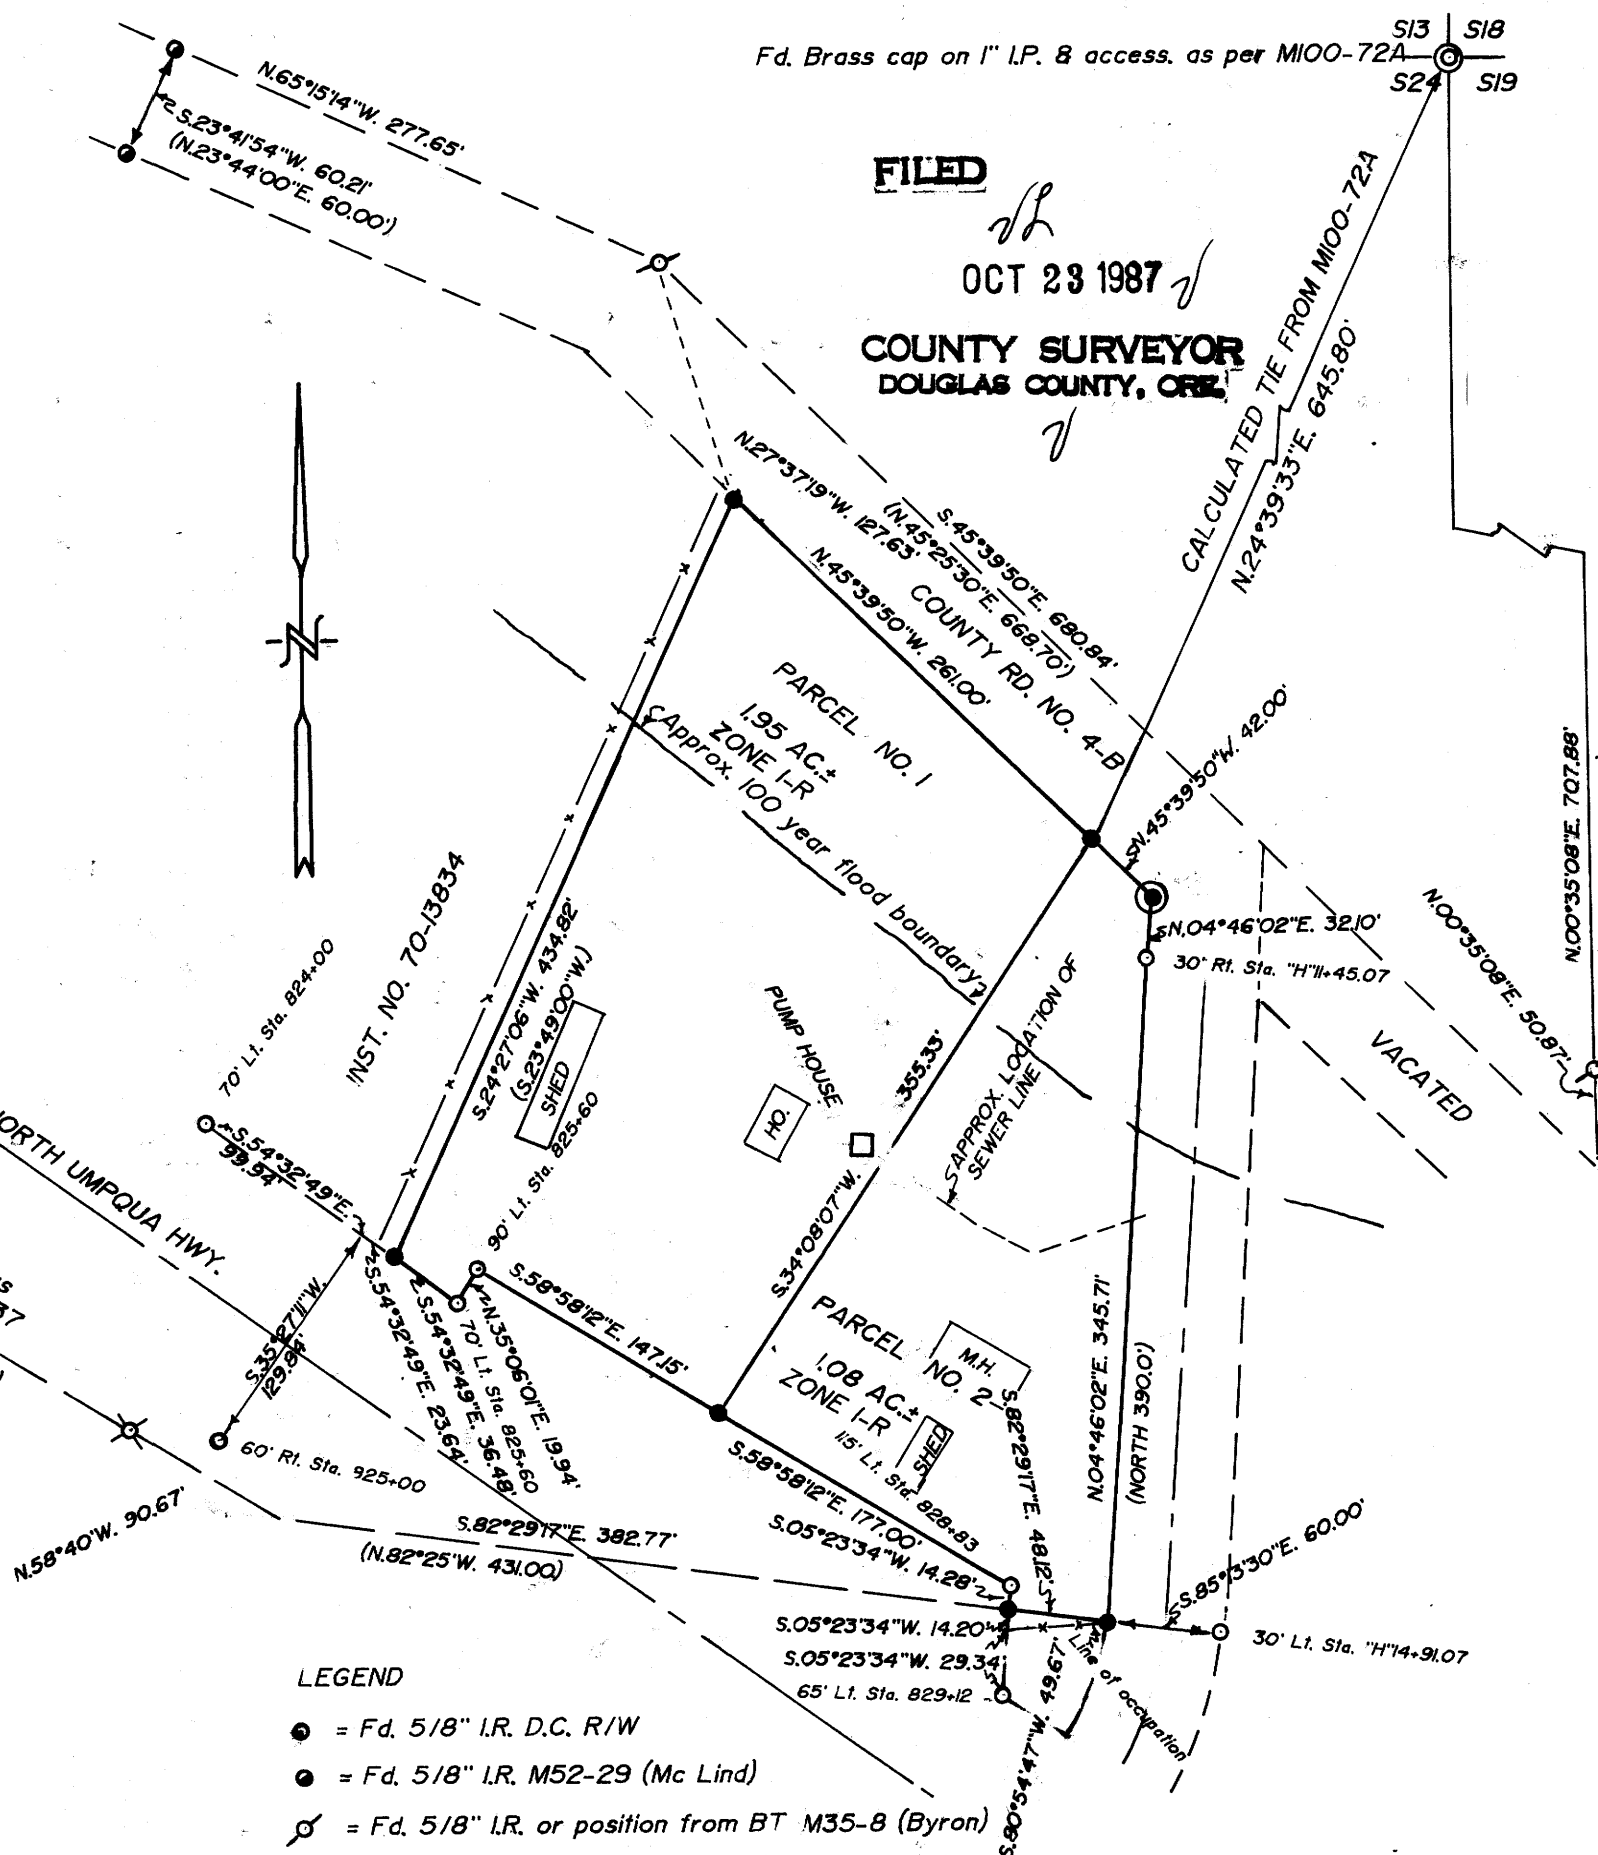 S13 S18
Fd. Brass cap on 1" I.P. & access. as per M100-72A
S24 S19
N.65°15'14"W. 277.65'
S.23°41'54"W. 60.21'
(N.23°44'00"E. 60.00')
FILED
OCT 23 1987
COUNTY SURVEYOR
DOUGLAS COUNTY, ORE.
CALCULATED TIE FROM M100-72A
N.24°39'33"E. 645.80'
N.27°37'19"W. 127.63'
S.45°39'50"E. 680.84'
(N.45°25'30"E. 668.70')
N.45°39'50"W. 261.00'
COUNTY RD. NO. 4-B
N
PARCEL NO. 1
1.95 AC.±
ZONE 1-R
Approx. 100 year flood boundary
N.45°39'50"W. 42.00'
N.00°35'08"E. 707.88'
N.00°35'08"E. 50.87'
N.04°46'02"E. 32.10'
30' Rt. Sta. "H"11+45.07
VACATED
INST. NO. 70-13834
S.24°27'06"W. 434.82'
(S.23°49'00"W.)
SHED
PUMP HOUSE
HO.
355.33'
S.34°08'07"W.
APPROX. LOCATION OF
SEWER LINE
70' Lt. Sta. 824+00
90' Lt. Sta. 825+60
S.54°32'49"E.
99.94'
NORTH UMPQUA HWY.
37
S.35°27'11"W.
129.84'
S.54°32'49"E. 23.64'
S.54°32'49"E. 36.48'
70' Lt. Sta. 825+60
N.35°06'01"E. 19.94'
S.58°58'12"E. 147.15'
PARCEL NO. 2
1.08 AC.±
ZONE 1-R
M.H.
SHED
115' Lt. Sta. 828+83
S.82°29'17"E. 48.12'
N.04°46'02"E. 345.71'
(NORTH 390.0')
60' Rt. Sta. 925+00
N.58°40'W. 90.67'
S.82°29'17"E. 382.77'
(N.82°25'W. 431.00)
S.58°58'12"E. 177.00'
S.05°23'34"W. 14.28'
S.05°23'34"W. 14.20'
S.05°23'34"W. 29.34'
65' Lt. Sta. 829+12
S.80°54'47"W. 49.67'
Line of occupation
S.85°13'30"E. 60.00'
30' Lt. Sta. "H"14+91.07
LEGEND
= Fd. 5/8" I.R. D.C. R/W
= Fd. 5/8" I.R. M52-29 (Mc Lind)
= Fd. 5/8" I.R. or position from BT M35-8 (Byron)